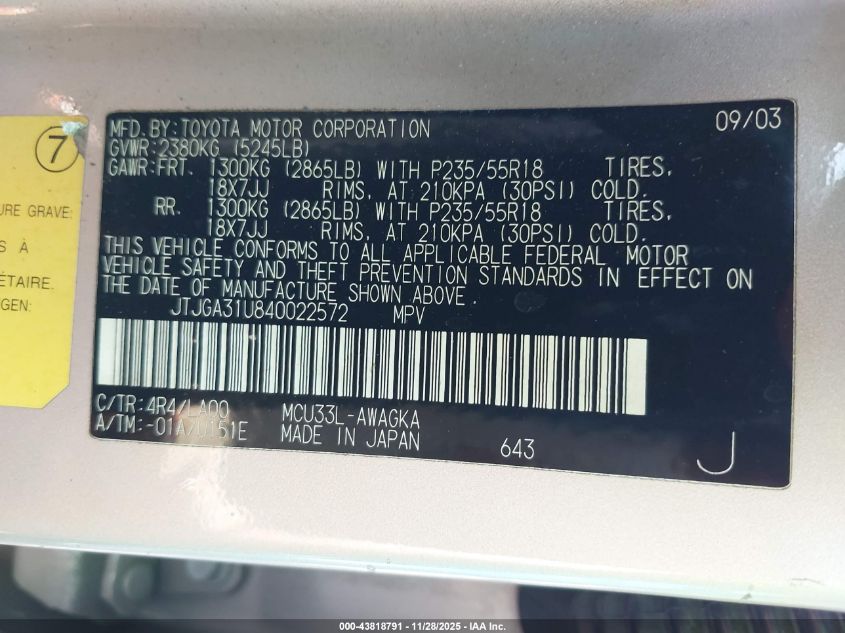 7
URE GRAVE:
S À
ÉTAIRE.
GEN:
MFD.BY:TOYOTA MOTOR CORPORATION 09/03
GVWR:2380KG (5245LB)
GAWR:FRT. 1300KG (2865LB) WITH P235/55R18 TIRES,
18X7JJ RIMS, AT 210KPA (30PSI) COLD.
RR. 1300KG (2865LB) WITH P235/55R18 TIRES,
18X7JJ RIMS, AT 210KPA (30PSI) COLD.
THIS VEHICLE CONFORMS TO ALL APPLICABLE FEDERAL MOTOR
VEHICLE SAFETY AND THEFT PREVENTION STANDARDS IN EFFECT ON
THE DATE OF MANUFACTURE SHOWN ABOVE.
JTJGA31U840022572 MPV
C/TR:4R4/LA00 MCU33L-AWAGKA
A/TM:-01A/U151E MADE IN JAPAN 643 J
000-43818791 - 11/28/2025 - IAA Inc.